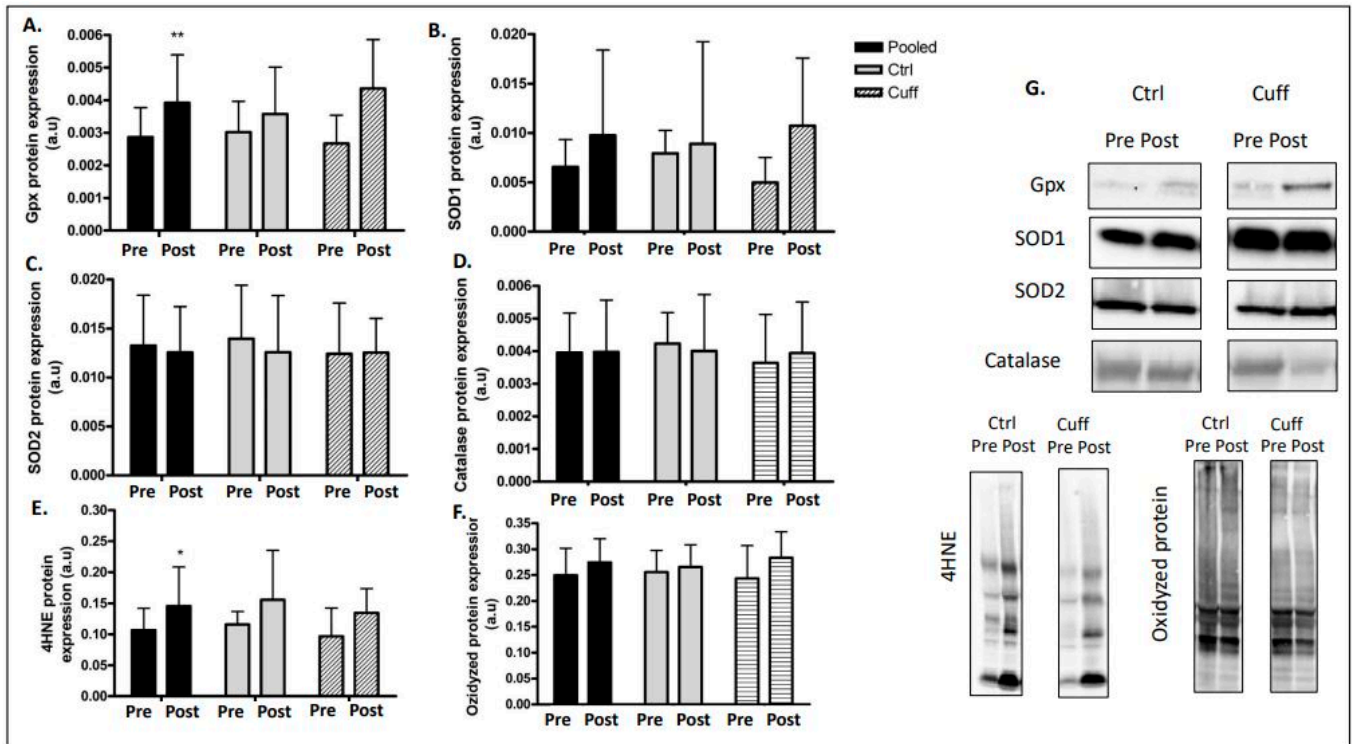 A.
Gpx protein expression
(a.u)
0.006
0.005
0.004
0.003
0.002
0.001
0.000
**
Pre Post Pre Post Pre Post
B.
SOD1 protein expression
(a.u)
0.020
0.015
0.010
0.005
0.000
Pre Post Pre Post Pre Post
Pooled
Ctrl
Cuff
C.
SOD2 protein expression
(a.u)
0.020
0.015
0.010
0.005
0.000
Pre Post Pre Post Pre Post
D.
Catalase protein expression
(a.u)
0.006
0.005
0.004
0.003
0.002
0.001
0.000
Pre Post Pre Post Pre Post
E.
4HNE protein
expression (a.u)
0.30
0.25
0.20
0.15
0.10
0.05
0.00
*
Pre Post Pre Post Pre Post
F.
Ozidyzed protein expression
(a.u)
0.35
0.30
0.25
0.20
0.15
0.10
0.05
0.00
Pre Post Pre Post Pre Post
G.
Ctrl Cuff
Pre Post Pre Post
Gpx
SOD1
SOD2
Catalase
Ctrl Cuff
Pre Post Pre Post
4HNE
Ctrl Cuff
Pre Post Pre Post
Oxidyzed protein